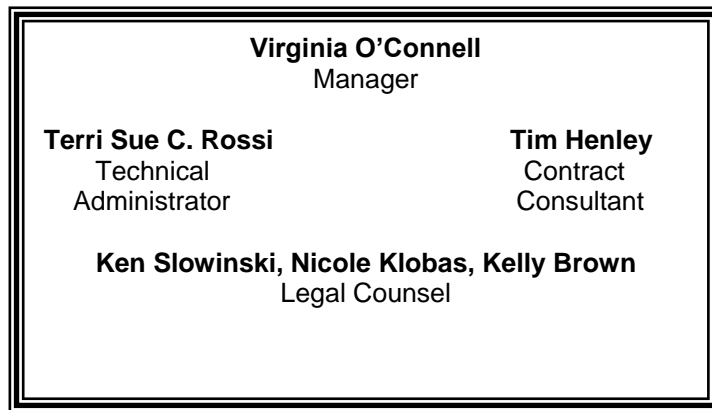 Virginia O’Connell
Manager
Terri Sue C. Rossi
Technical
Administrator
Tim Henley
Contract
Consultant
Ken Slowinski, Nicole Klobas, Kelly Brown
Legal Counsel